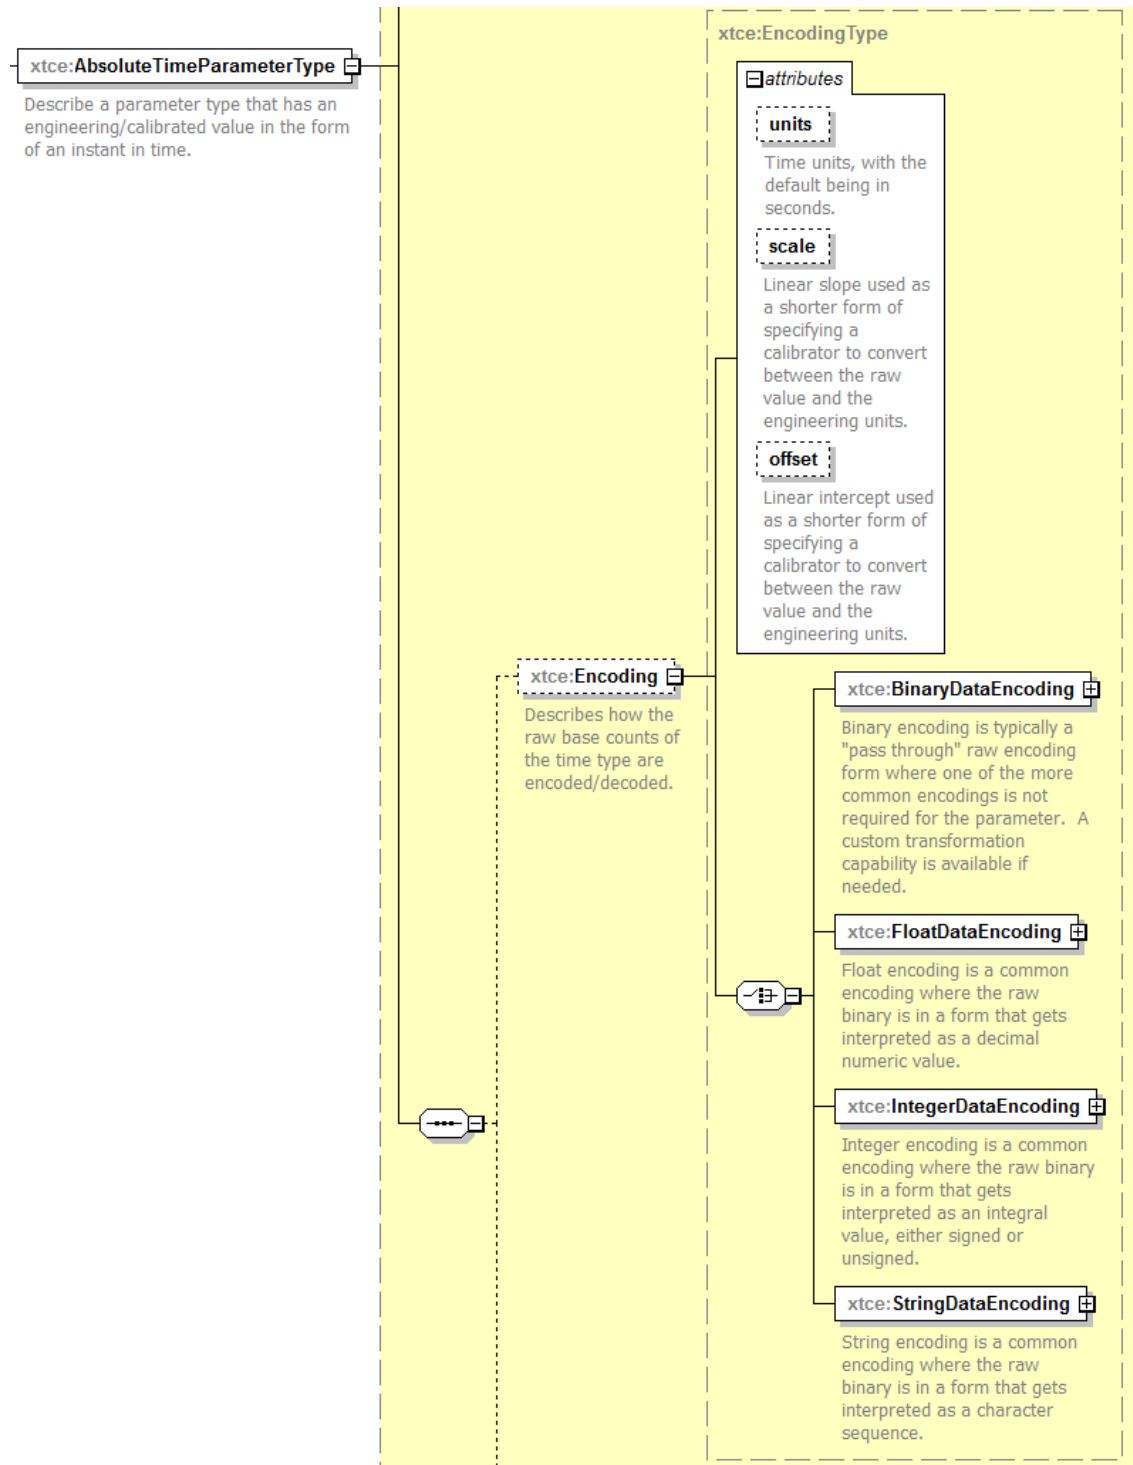 xtce:EncodingType
xtce:AbsoluteTimeParameterType
Describe a parameter type that has an
engineering/calibrated value in the form
of an instant in time.
attributes
units
Time units, with the
default being in
seconds.
scale
Linear slope used as
a shorter form of
specifying a
calibrator to convert
between the raw
value and the
engineering units.
offset
Linear intercept used
as a shorter form of
specifying a
calibrator to convert
between the raw
value and the
engineering units.
xtce:Encoding
Describes how the
raw base counts of
the time type are
encoded/decoded.
xtce:BinaryDataEncoding
Binary encoding is typically a
"pass through" raw encoding
form where one of the more
common encodings is not
required for the parameter.  A
custom transformation
capability is available if
needed.
xtce:FloatDataEncoding
Float encoding is a common
encoding where the raw
binary is in a form that gets
interpreted as a decimal
numeric value.
xtce:IntegerDataEncoding
Integer encoding is a common
encoding where the raw binary
is in a form that gets
interpreted as an integral
value, either signed or
unsigned.
xtce:StringDataEncoding
String encoding is a common
encoding where the raw
binary is in a form that gets
interpreted as a character
sequence.